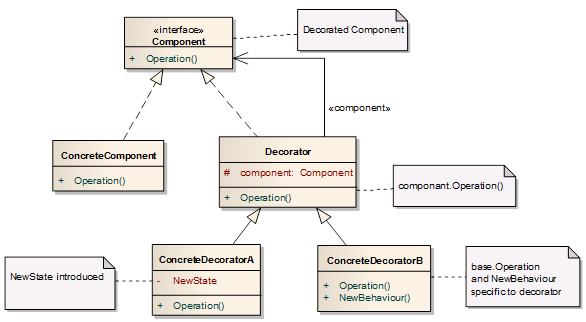 «interface»
Component
+ Operation()
Decorated Component
«component»
ConcreteComponent
+ Operation()
Decorator
# component: Component
+ Operation()
componant.Operation()
ConcreteDecoratorA
- NewState
+ Operation()
NewState introduced
ConcreteDecoratorB
+ Operation()
+ NewBehaviour()
base.Operation
and NewBehaviour
specific to decorator